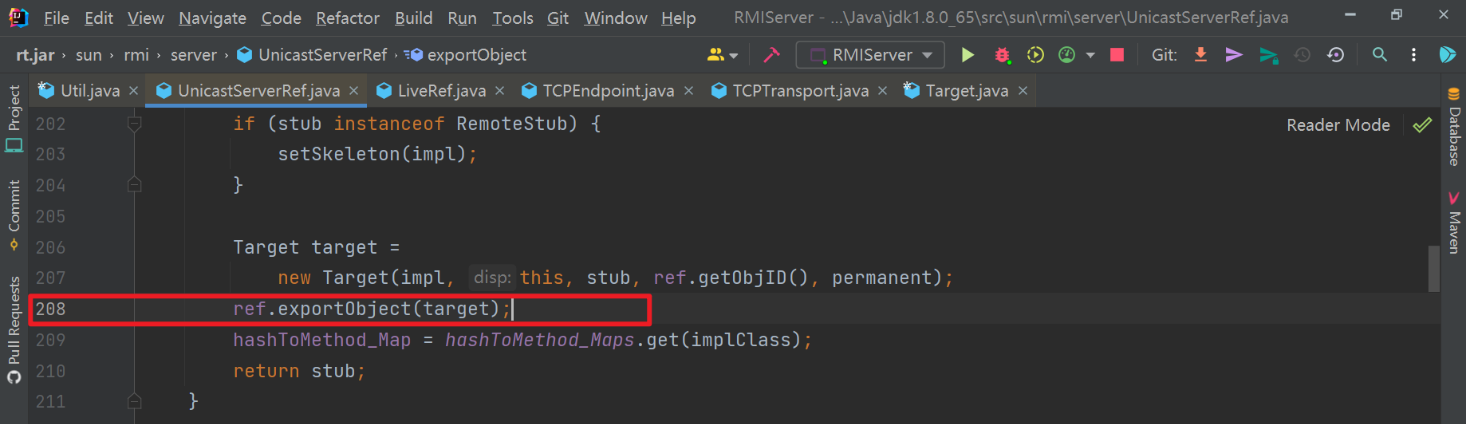 File Edit View Navigate Code Refactor Build Run Tools Git Window Help RMIServer - ...\Java\jdk1.8.0_65\src\sun\rmi\server\UnicastServerRef.java
rt.jar › sun › rmi › server › UnicastServerRef › exportObject RMIServer Git:
Util.java UnicastServerRef.java LiveRef.java TCPEndpoint.java TCPTransport.java Target.java
Project
Commit
Pull Requests
Reader Mode
202 if (stub instanceof RemoteStub) {
203 setSkeleton(impl);
204 }
205
206 Target target =
207 new Target(impl, disp: this, stub, ref.getObjID(), permanent);
208 ref.exportObject(target);
209 hashToMethod_Map = hashToMethod_Maps.get(implClass);
210 return stub;
211 }
Database
Maven